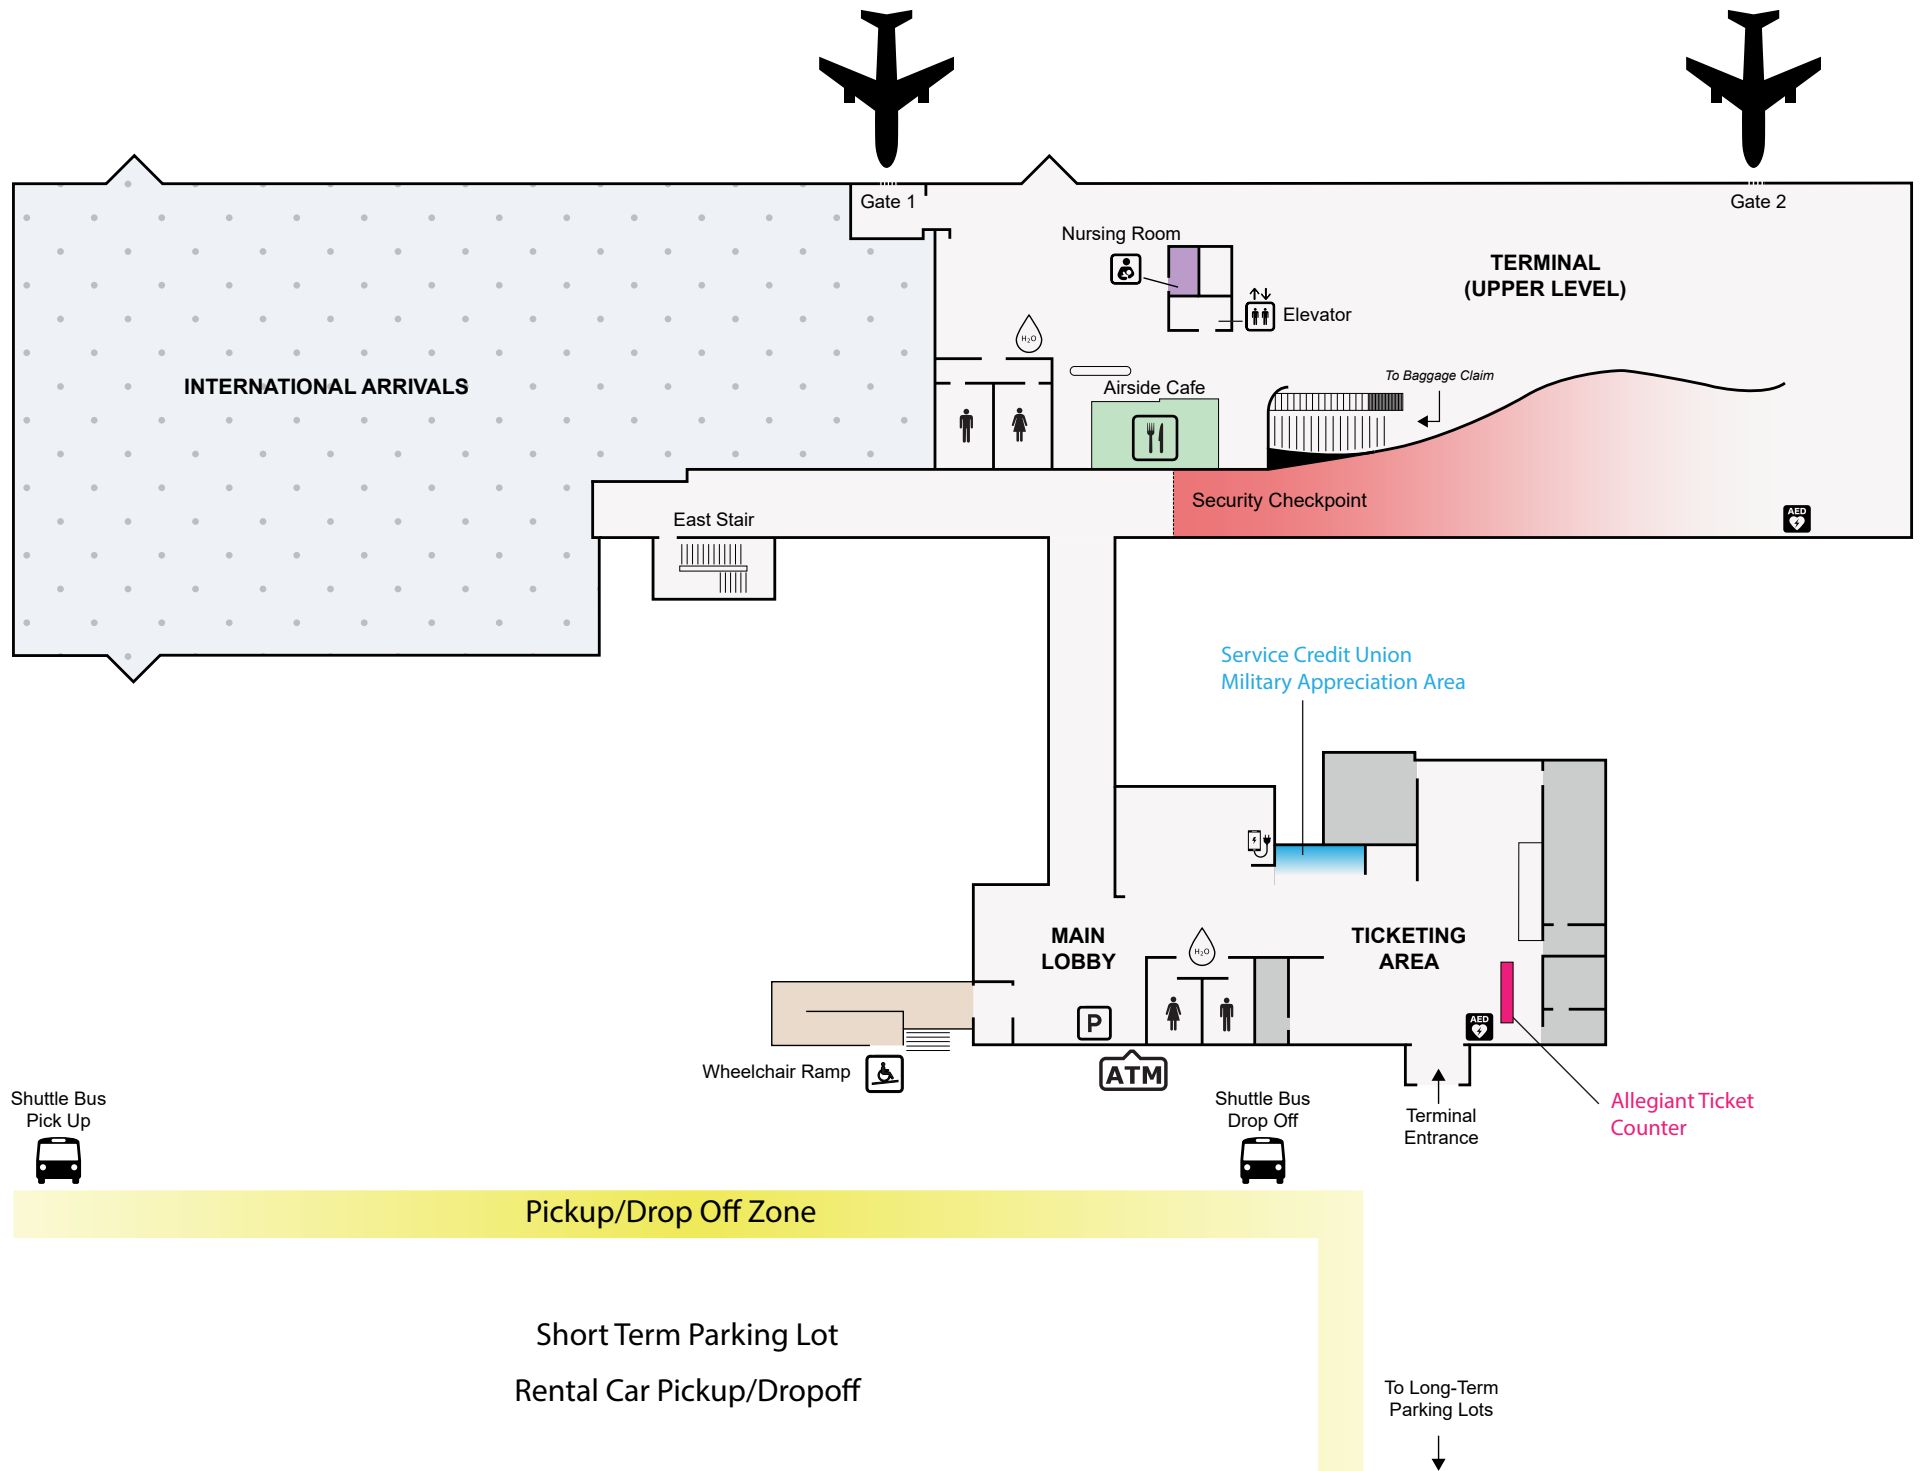 Gate 1
Gate 2
Nursing Room
TERMINAL
(UPPER LEVEL)
Elevator
H₂O
To Baggage Claim
INTERNATIONAL ARRIVALS
Airside Cafe
Security Checkpoint
AED
East Stair
Service Credit Union
Military Appreciation Area
MAIN
LOBBY
H₂O
TICKETING
AREA
P
AED
Wheelchair Ramp
ATM
Shuttle Bus
Pick Up
Shuttle Bus
Drop Off
Terminal
Entrance
Allegiant Ticket
Counter
Pickup/Drop Off Zone
Short Term Parking Lot
Rental Car Pickup/Dropoff
To Long-Term
Parking Lots